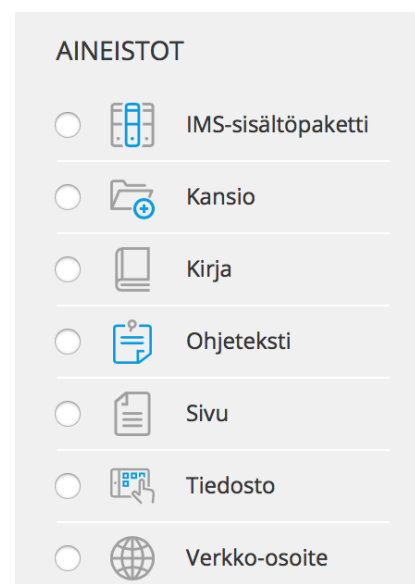 AINEISTOT
IMS-sisältöpaketti
Kansio
Kirja
Ohjeteksti
Sivu
Tiedosto
Verkko-osoite